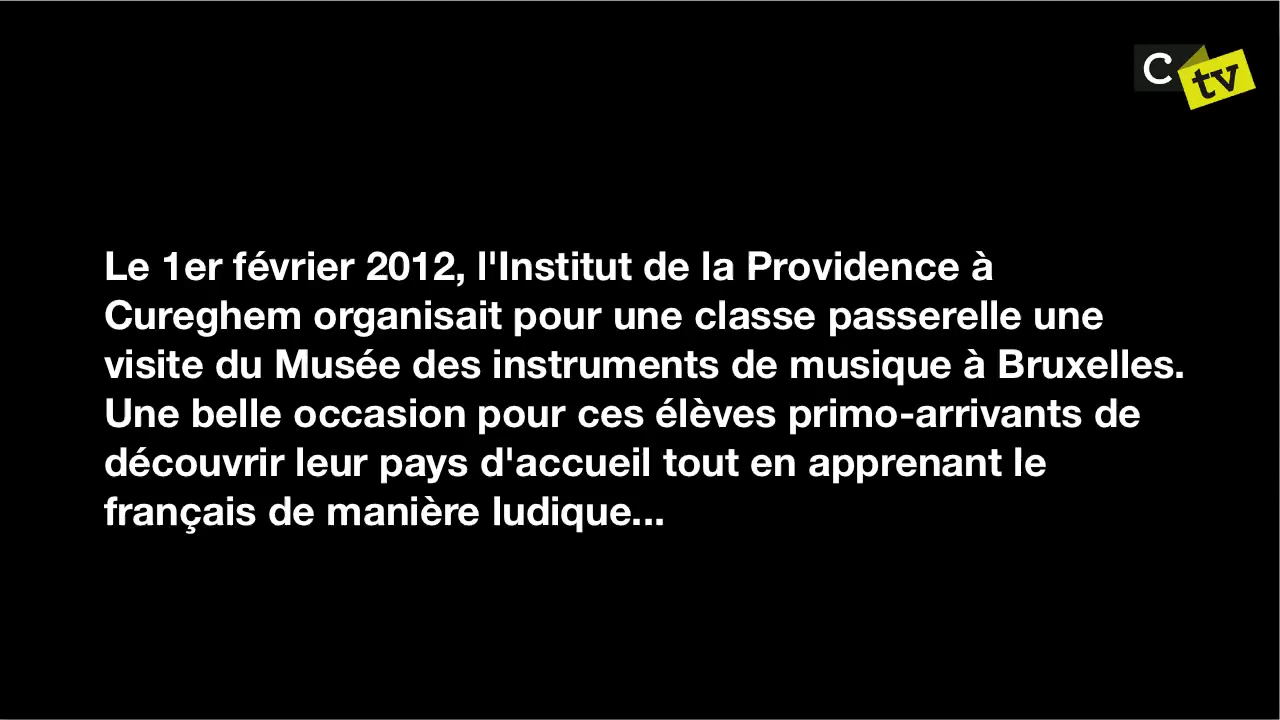 C tv
Le 1er février 2012, l'Institut de la Providence à
Cureghem organisait pour une classe passerelle une
visite du Musée des instruments de musique à Bruxelles.
Une belle occasion pour ces élèves primo-arrivants de
découvrir leur pays d'accueil tout en apprenant le
français de manière ludique...